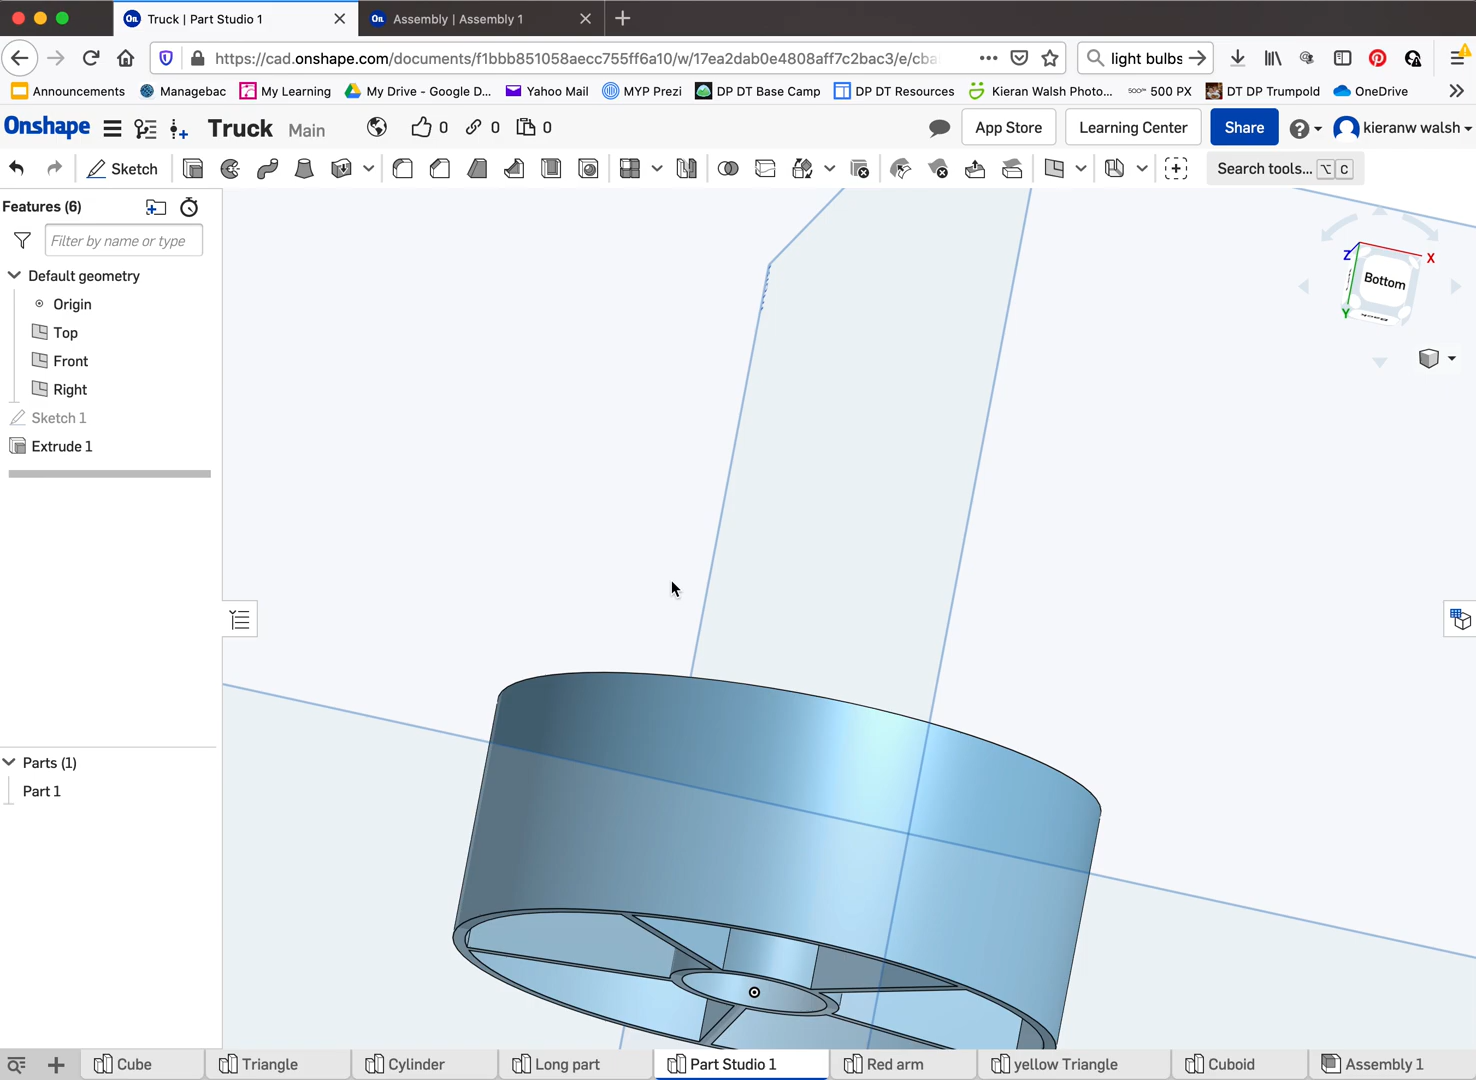 Truck | Part Studio 1
Assembly | Assembly 1
https://cad.onshape.com/documents/f1bbb851058aecc755ff6a10/w/17ea2dab0e4808aff7c2bac3/e/cba
light bulbs
Announcements
Managebac
My Learning
My Drive - Google D...
Yahoo Mail
MYP Prezi
DP DT Base Camp
DP DT Resources
Kieran Walsh Photo...
500 PX
DT DP Trumpold
OneDrive
Onshape
Truck Main
0
0
0
App Store
Learning Center
Share
kieranw walsh
Sketch
Search tools... ⌥ C
Features (6)
Filter by name or type
Default geometry
Origin
Top
Front
Right
Sketch 1
Extrude 1
Parts (1)
Part 1
Z
X
Bottom
Y
Back
Cube
Triangle
Cylinder
Long part
Part Studio 1
Red arm
yellow Triangle
Cuboid
Assembly 1